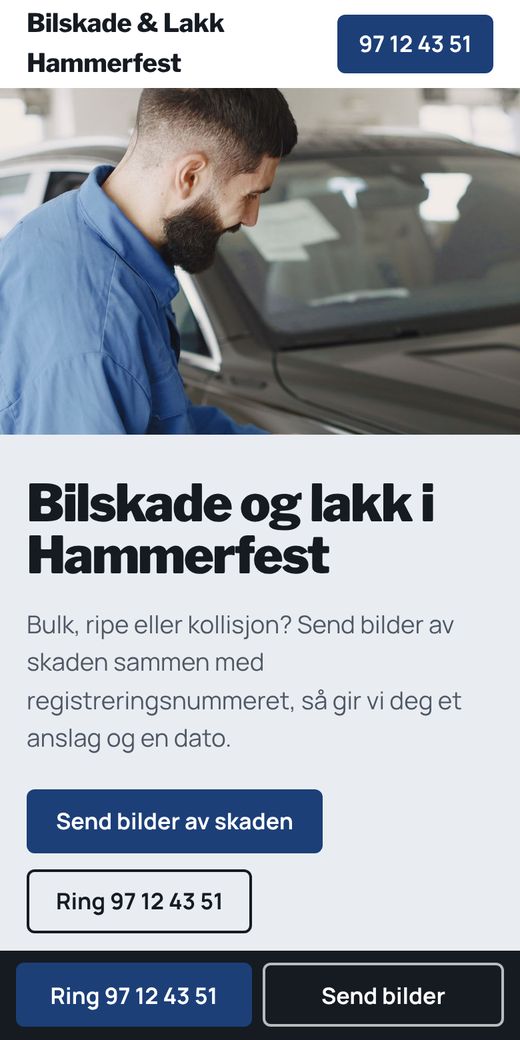 Bilskade & Lakk
Hammerfest
97 12 43 51
Bilskade og lakk i
Hammerfest
Bulk, ripe eller kollisjon? Send bilder av
skaden sammen med
registreringsnummeret, så gir vi deg et
anslag og en dato.
Send bilder av skaden
Ring 97 12 43 51
Ring 97 12 43 51
Send bilder